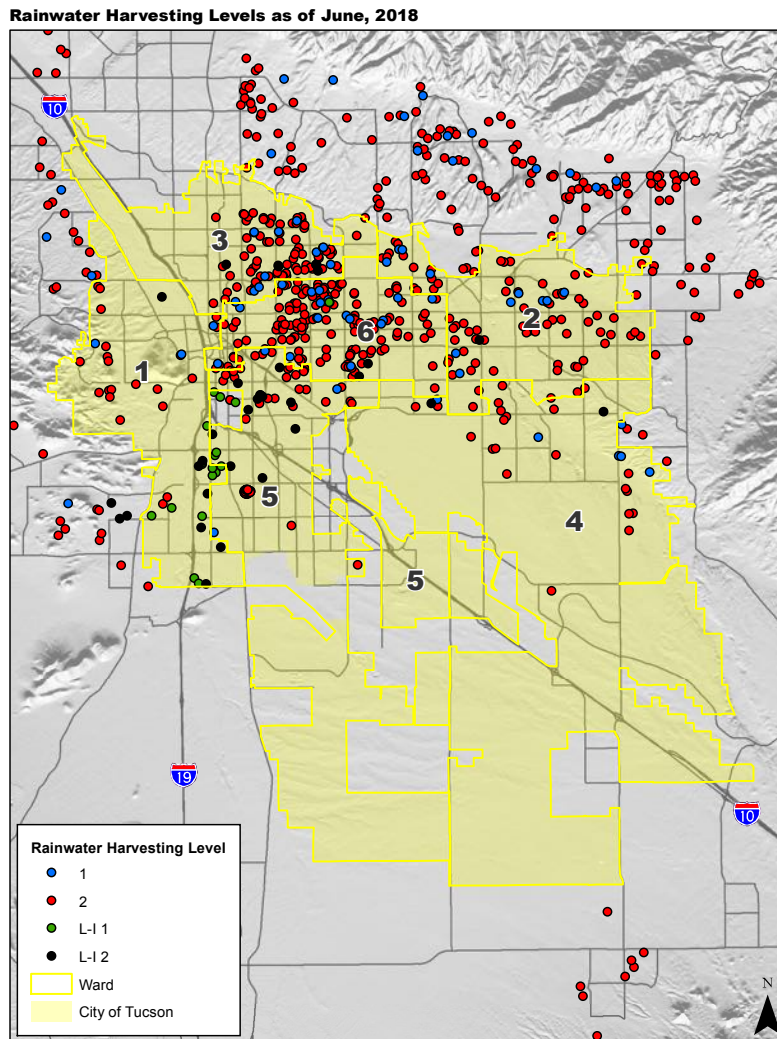 Rainwater Harvesting Levels as of June, 2018
10
3
6
2
1
5
4
5
19
10
Rainwater Harvesting Level
1
2
L-I 1
L-I 2
Ward
City of Tucson
N